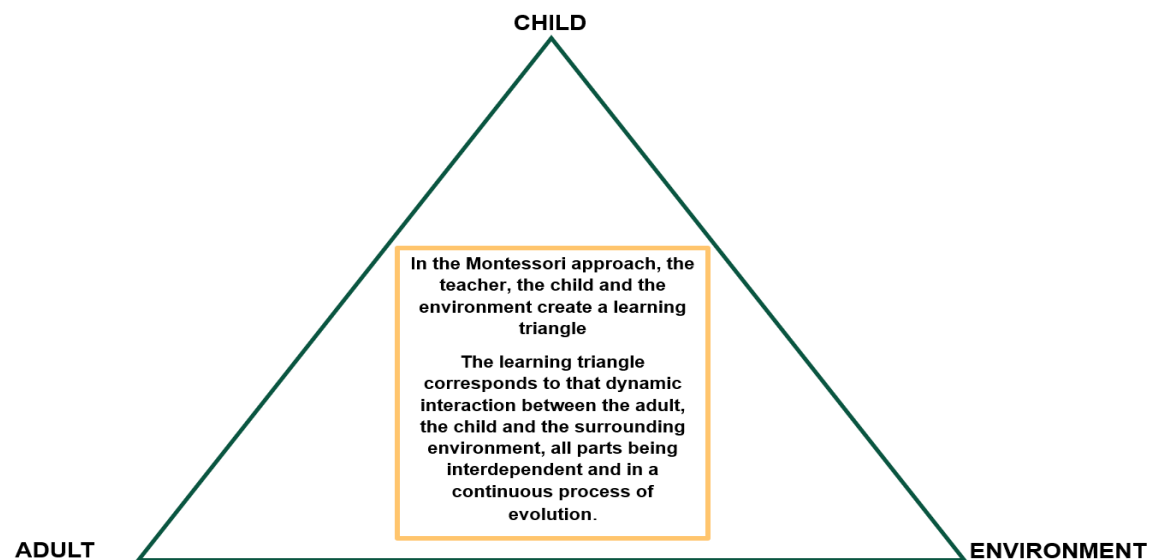 CHILD
In the Montessori approach, the
teacher, the child and the
environment create a learning
triangle
The learning triangle
corresponds to that dynamic
interaction between the adult,
the child and the surrounding
environment, all parts being
interdependent and in a
continuous process of
evolution.
ADULT
ENVIRONMENT